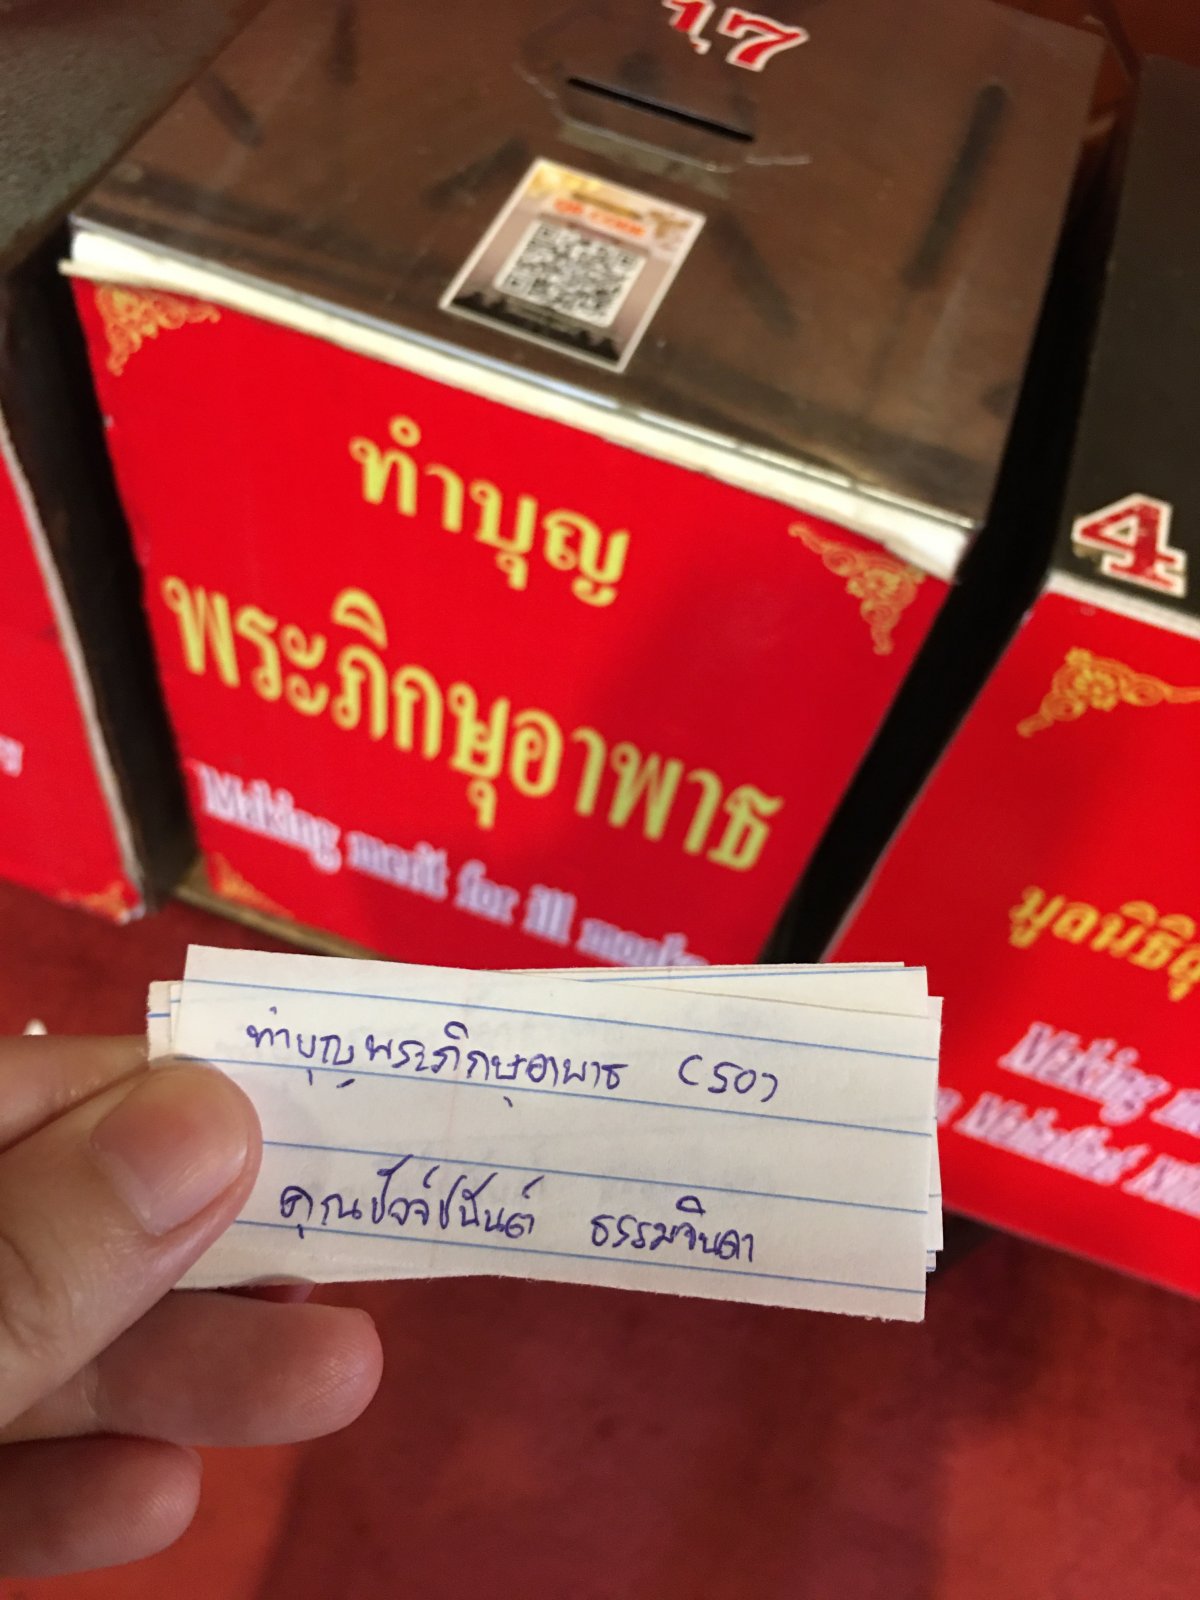 17
ทำบุญ
พระภิกษุอาพาธ
Making merit for ill monks
4
มูลนิธิ
Making
ทำบุญพระภิกษุอาพาธ (50)
คุณปัจจ์ปนันต์ ธรรมจินดา